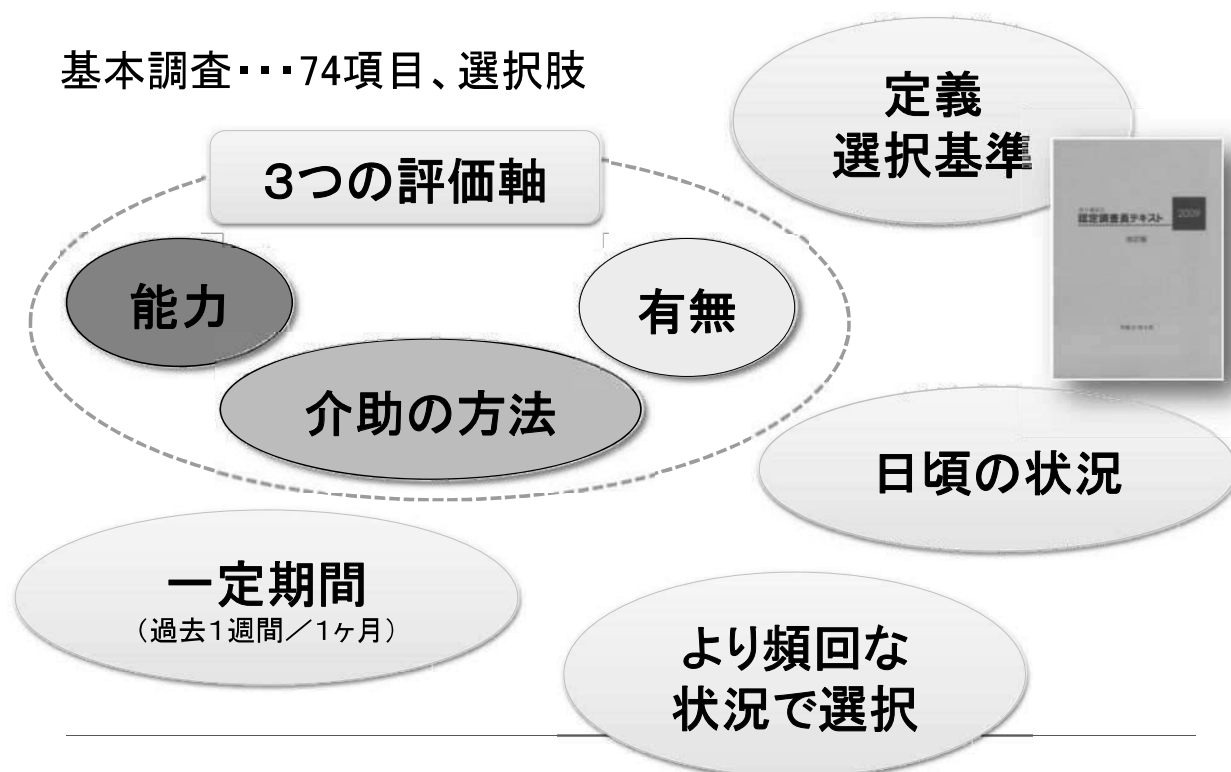 基本調査・・・74項目、選択肢
定義
選択基準
3つの評価軸
認定調査員テキスト 2009
改訂版
能力
有無
介助の方法
日頃の状況
一定期間
（過去1週間／1ヶ月）
より頻回な
状況で選択